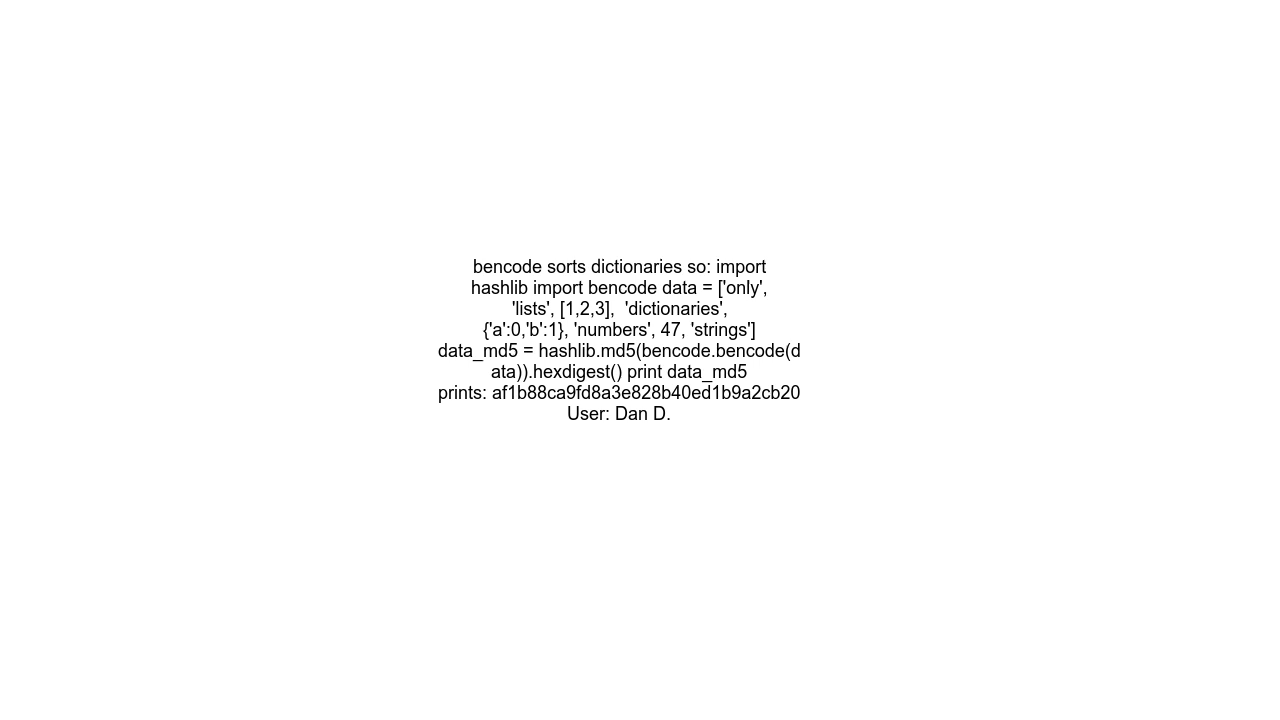 bencode sorts dictionaries so: import
hashlib import bencode data = ['only',
'lists', [1,2,3],  'dictionaries',
{'a':0,'b':1}, 'numbers', 47, 'strings']
data_md5 = hashlib.md5(bencode.bencode(d
ata)).hexdigest() print data_md5
prints: af1b88ca9fd8a3e828b40ed1b9a2cb20
User: Dan D.